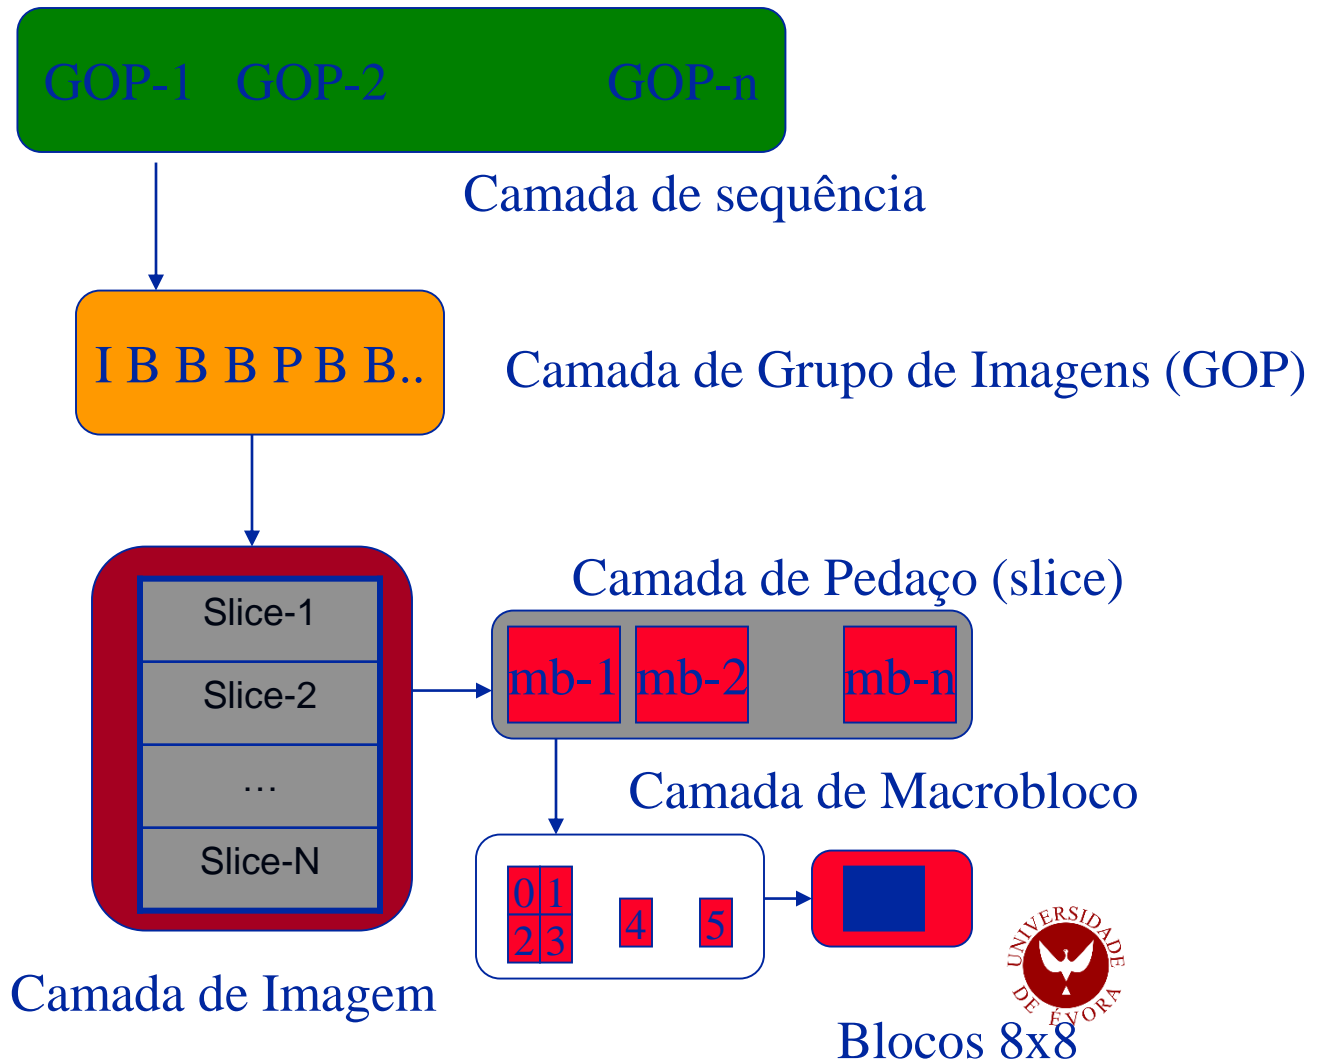 GOP-1 GOP-2 GOP-n
Camada de sequência
I B B B P B B..
Camada de Grupo de Imagens (GOP)
Camada de Pedaço (slice)
Slice-1
Slice-2
…
Slice-N
mb-1 mb-2 mb-n
Camada de Macrobloco
0 1
2 3
4 5
Camada de Imagem
UNIVERSIDADE
DE ÉVORA
Blocos 8x8